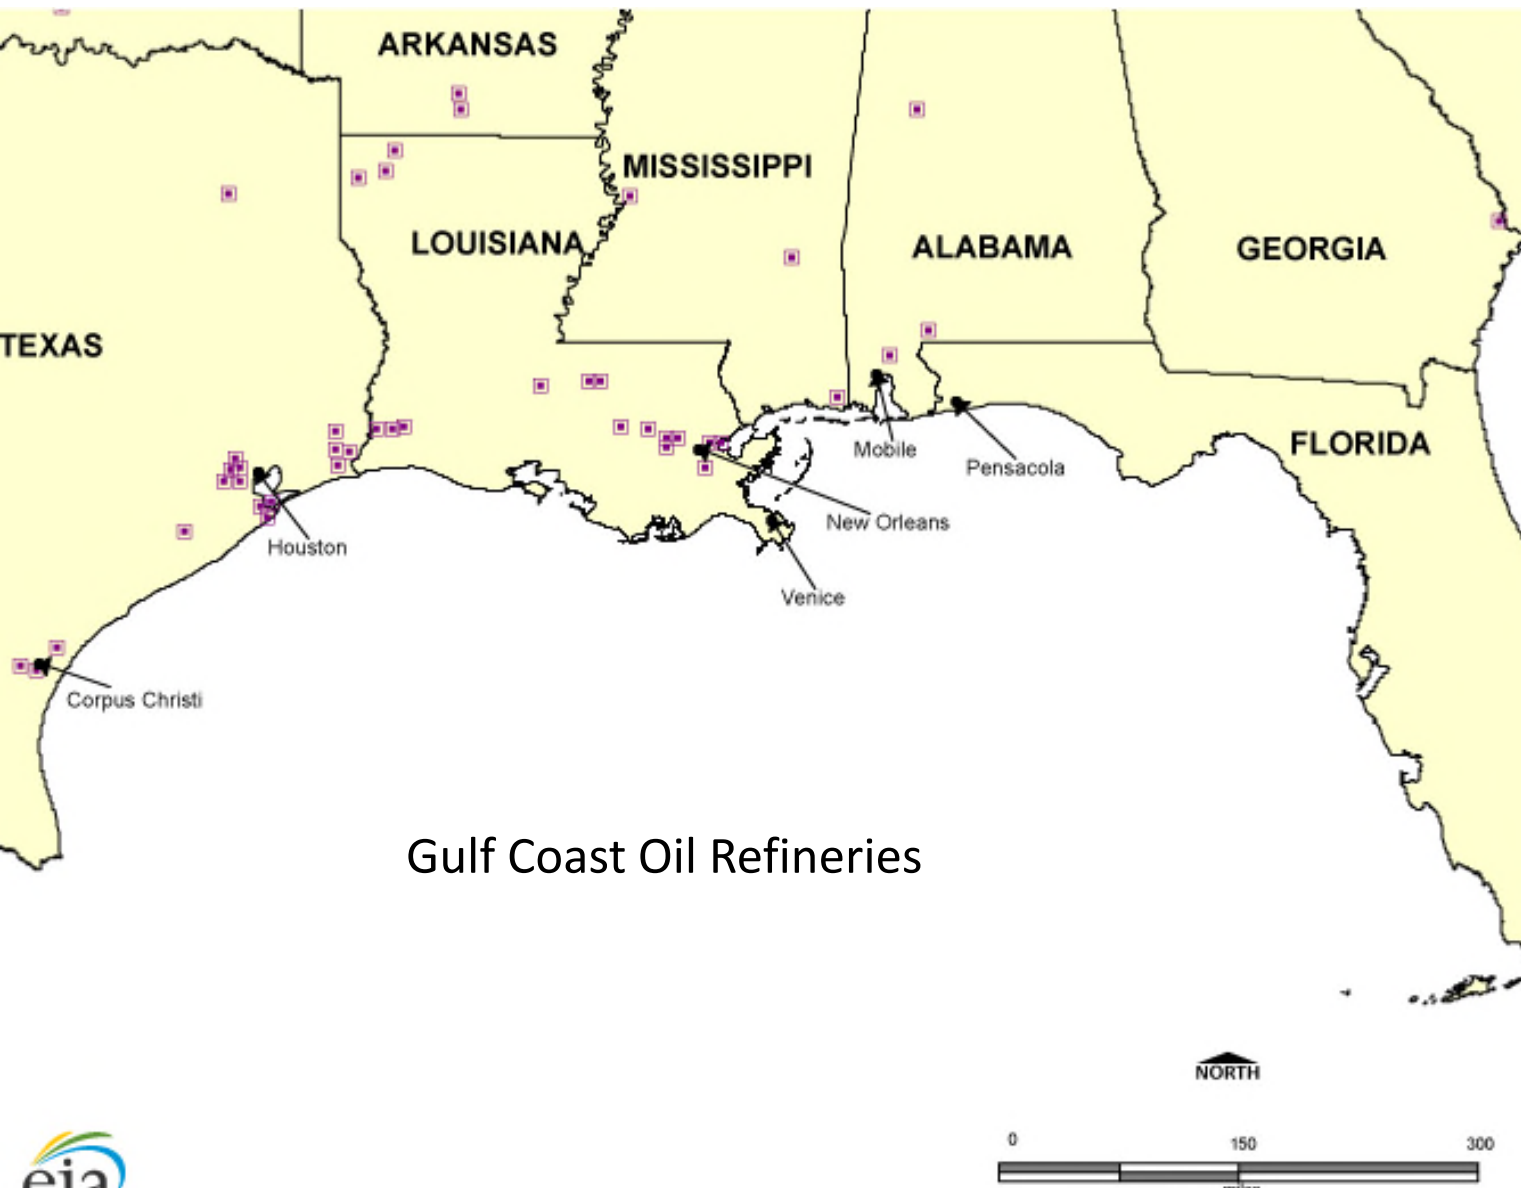 ARKANSAS
MISSISSIPPI
LOUISIANA
ALABAMA
GEORGIA
TEXAS
FLORIDA
Mobile
Pensacola
New Orleans
Houston
Venice
Corpus Christi
Gulf Coast Oil Refineries
NORTH
0 150 300
eia